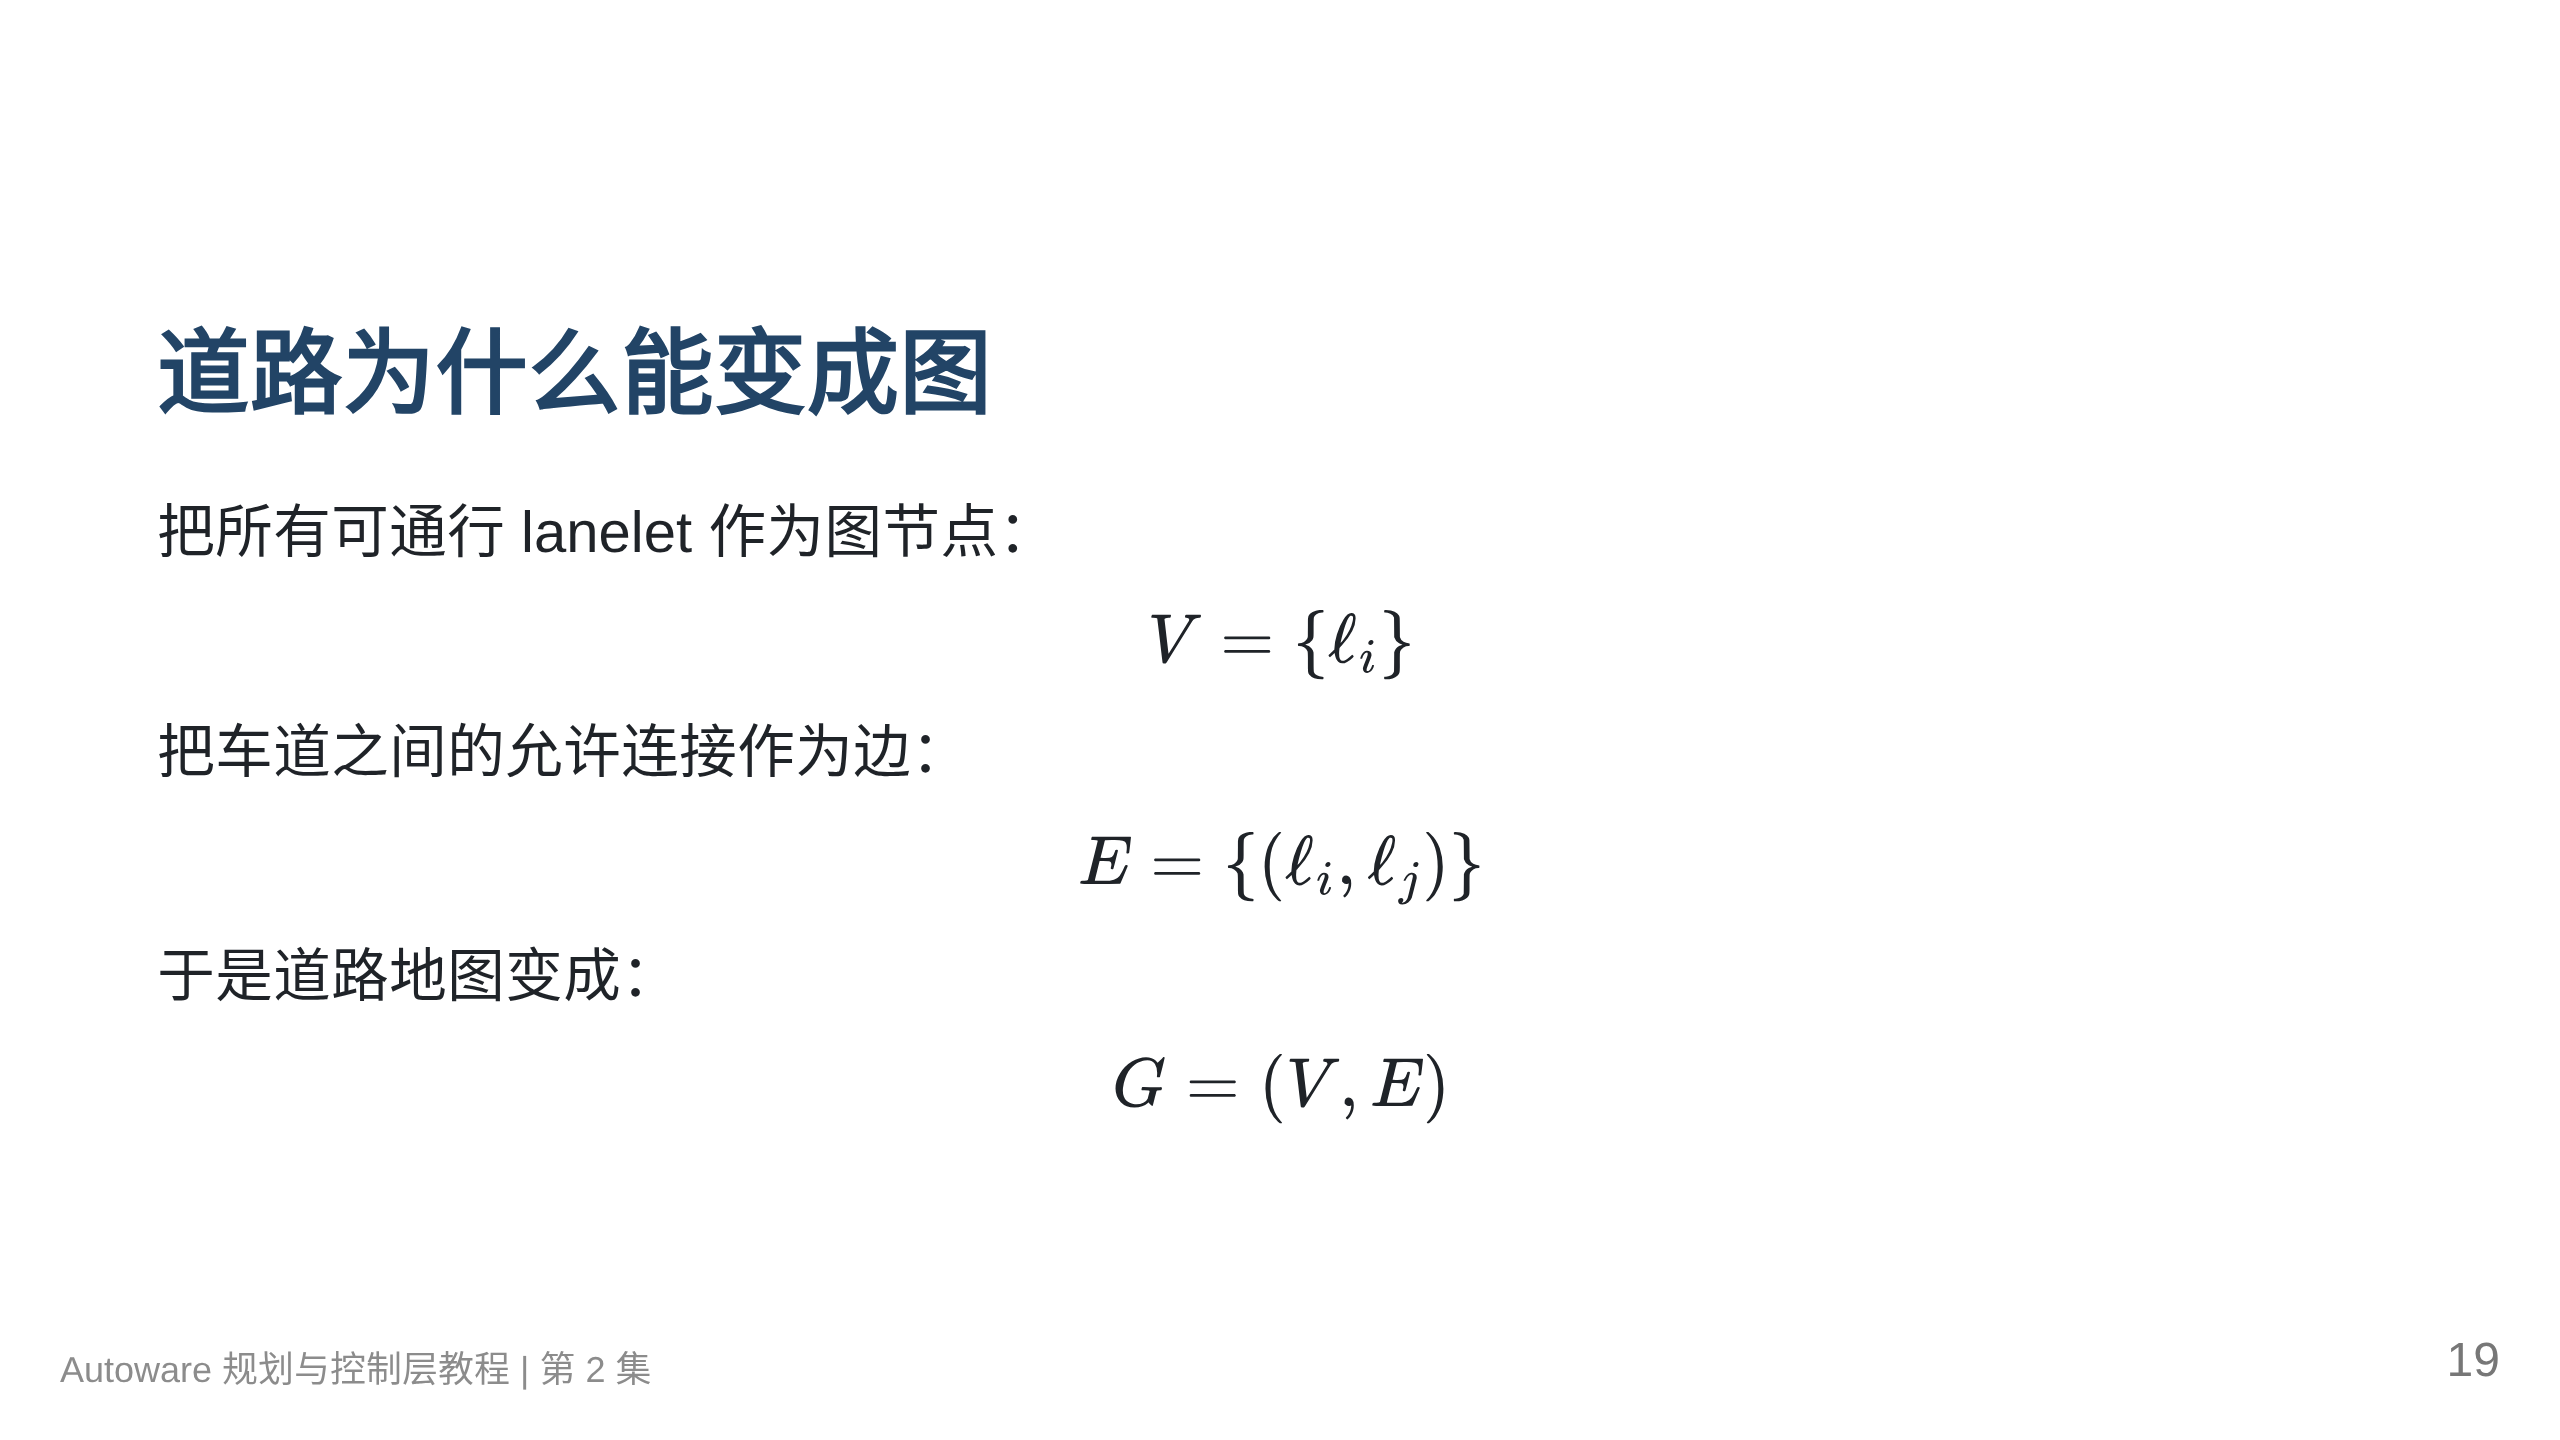 道路为什么能变成图
把所有可通行 lanelet 作为图节点：
V = {ℓi}
把车道之间的允许连接作为边：
E = {(ℓi, ℓj)}
于是道路地图变成：
G = (V, E)
Autoware 规划与控制层教程 | 第 2 集
19